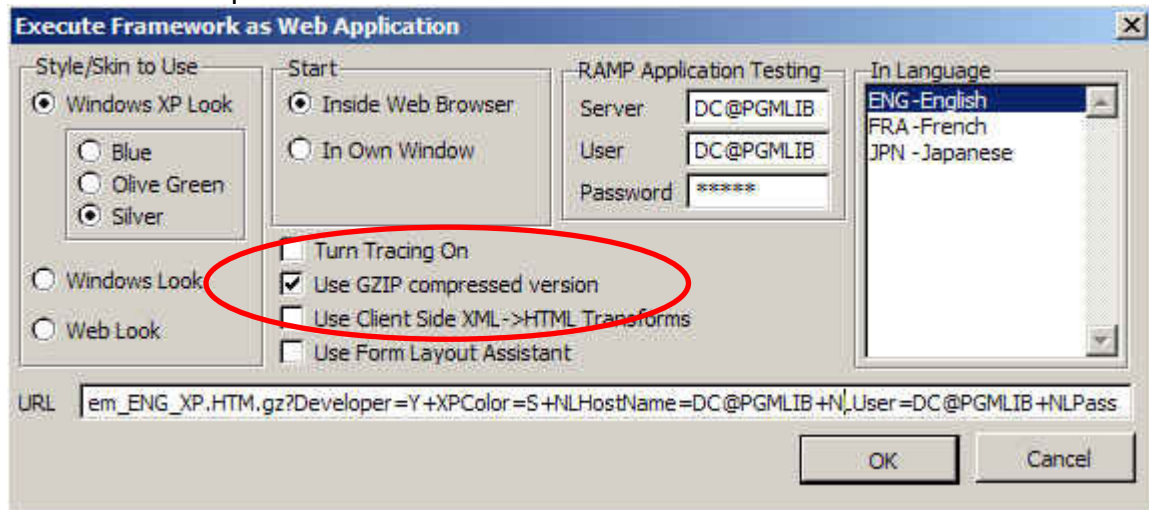 Execute Framework as Web Application
Style/Skin to Use
Windows XP Look
Blue
Olive Green
Silver
Windows Look
Web Look
Start
Inside Web Browser
In Own Window
RAMP Application Testing
Server DC@PGMLIB
User DC@PGMLIB
Password *****
In Language
ENG -English
FRA -French
JPN -Japanese
Turn Tracing On
Use GZIP compressed version
Use Client Side XML->HTML Transforms
Use Form Layout Assistant
URL em_ENG_XP.HTM.gz?Developer=Y+XPColor=S+NLHostName=DC@PGMLIB+NLUser=DC@PGMLIB+NLPass
OK Cancel